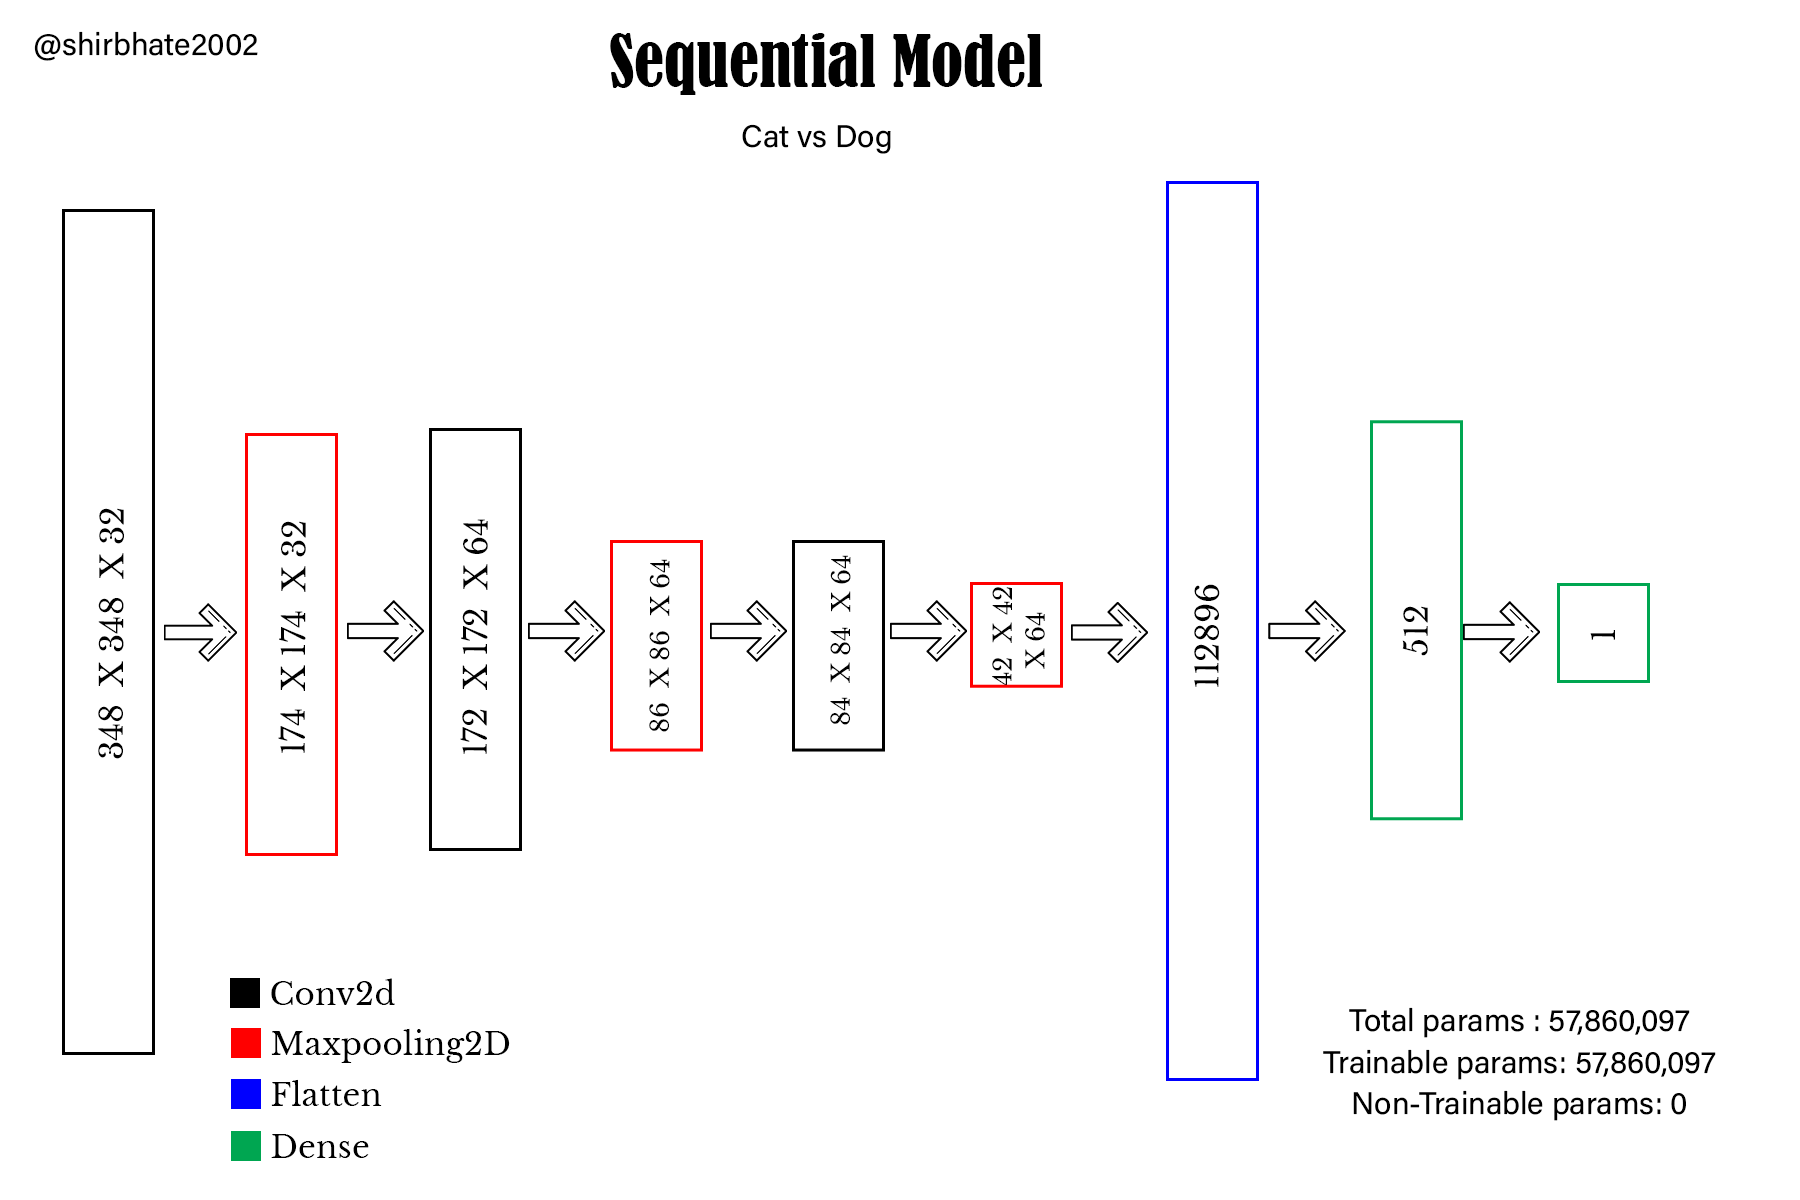 @shirbhate2002
Sequential Model
Cat vs Dog
348 X 348 X 32
174 X 174 X 32
172 X 172 X 64
86 X 86 X 64
84 X 84 X 64
42 X 42
X 64
112896
512
1
Conv2d
Maxpooling2D
Flatten
Dense
Total params : 57,860,097
Trainable params: 57,860,097
Non-Trainable params: 0